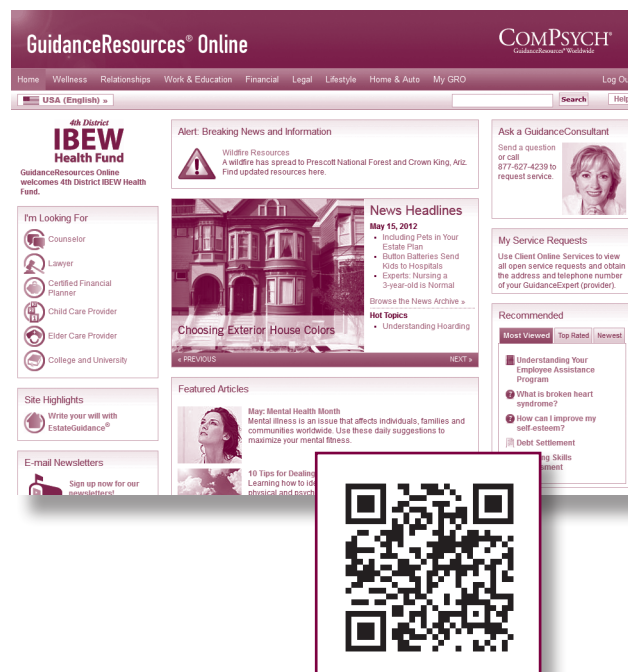 GuidanceResources® Online
COMPSYCH®
GuidanceResources® Worldwide
Home Wellness Relationships Work & Education Financial Legal Lifestyle Home & Auto My GRO Log Ou
USA (English) »
Search Help
4th District
IBEW
Health Fund
GuidanceResources Online
welcomes 4th District IBEW Health
Fund.
I'm Looking For
Counselor
Lawyer
Certified Financial
Planner
Child Care Provider
Elder Care Provider
College and University
Site Highlights
Write your will with
EstateGuidance®
E-mail Newsletters
Sign up now for our
newsletters!
Alert: Breaking News and Information
Wildfire Resources
A wildfire has spread to Prescott National Forest and Crown King, Ariz.
Find updated resources here.
Choosing Exterior House Colors
« PREVIOUS NEXT »
News Headlines
May 15, 2012
• Including Pets in Your
Estate Plan
• Button Batteries Send
Kids to Hospitals
• Experts: Nursing a
3-year-old is Normal
Browse the News Archive »
Hot Topics
• Understanding Hoarding
Featured Articles
May: Mental Health Month
Mental illness is an issue that affects individuals, families and
communities worldwide. Use these daily suggestions to
maximize your mental fitness.
10 Tips for Dealing
Learning how to ide
physical and psych
Ask a GuidanceConsultant
Send a question
or call
877-627-4239 to
request service.
My Service Requests
Use Client Online Services to view
all open service requests and obtain
the address and telephone number
of your GuidanceExpert (provider).
Recommended
Most Viewed Top Rated Newest
Understanding Your
Employee Assistance
Program
What is broken heart
syndrome?
How can I improve my
self-esteem?
Debt Settlement
ng Skills
ment